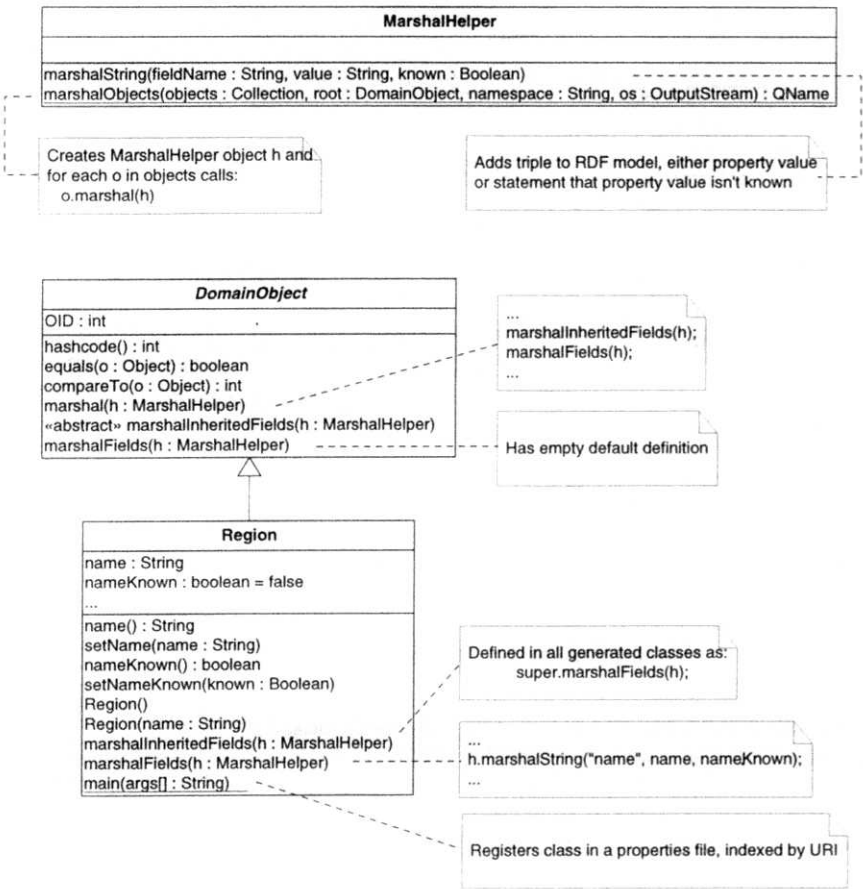 MarshalHelper
marshalString(fieldName : String, value : String, known : Boolean)
marshalObjects(objects : Collection, root : DomainObject, namespace : String, os : OutputStream) : QName
Creates MarshalHelper object h and
for each o in objects calls:
o.marshal(h)
Adds triple to RDF model, either property value
or statement that property value isn't known
DomainObject
OID : int
hashcode() : int
equals(o : Object) : boolean
compareTo(o : Object) : int
marshal(h : MarshalHelper)
«abstract» marshalInheritedFields(h : MarshalHelper)
marshalFields(h : MarshalHelper)
...
marshalInheritedFields(h);
marshalFields(h);
...
Has empty default definition
Region
name : String
nameKnown : boolean = false
...
name() : String
setName(name : String)
nameKnown() : boolean
setNameKnown(known : Boolean)
Region()
Region(name : String)
marshalInheritedFields(h : MarshalHelper)
marshalFields(h : MarshalHelper)
main(args[] : String)
Defined in all generated classes as:
super.marshalFields(h);
...
h.marshalString("name", name, nameKnown);
...
Registers class in a properties file, indexed by URI